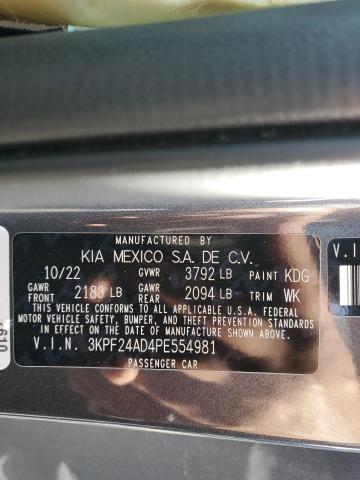 MANUFACTURED BY
KIA MEXICO S.A. DE C.V.
10/22 GVWR 3792 LB PAINT KDG
GAWR FRONT 2183 LB GAWR REAR 2094 LB TRIM WK
THIS VEHICLE CONFORMS TO ALL APPLICABLE U.S.A. FEDERAL
MOTOR VEHICLE SAFETY, BUMPER, AND THEFT PREVENTION
STANDARDS IN EFFECT ON THE DATE OF MANUFACTURE SHOWN ABOVE.
V.I.N. 3KPF24AD4PE554981
PASSENGER CAR
V.I